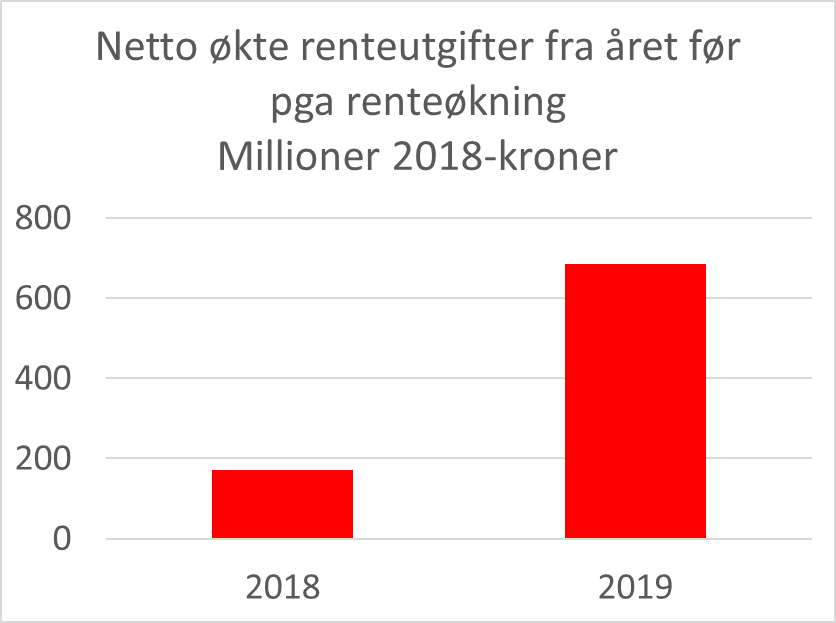 Netto økte renteutgifter fra året før
pga renteøkning
Millioner 2018-kroner
800
600
400
200
0
2018 2019